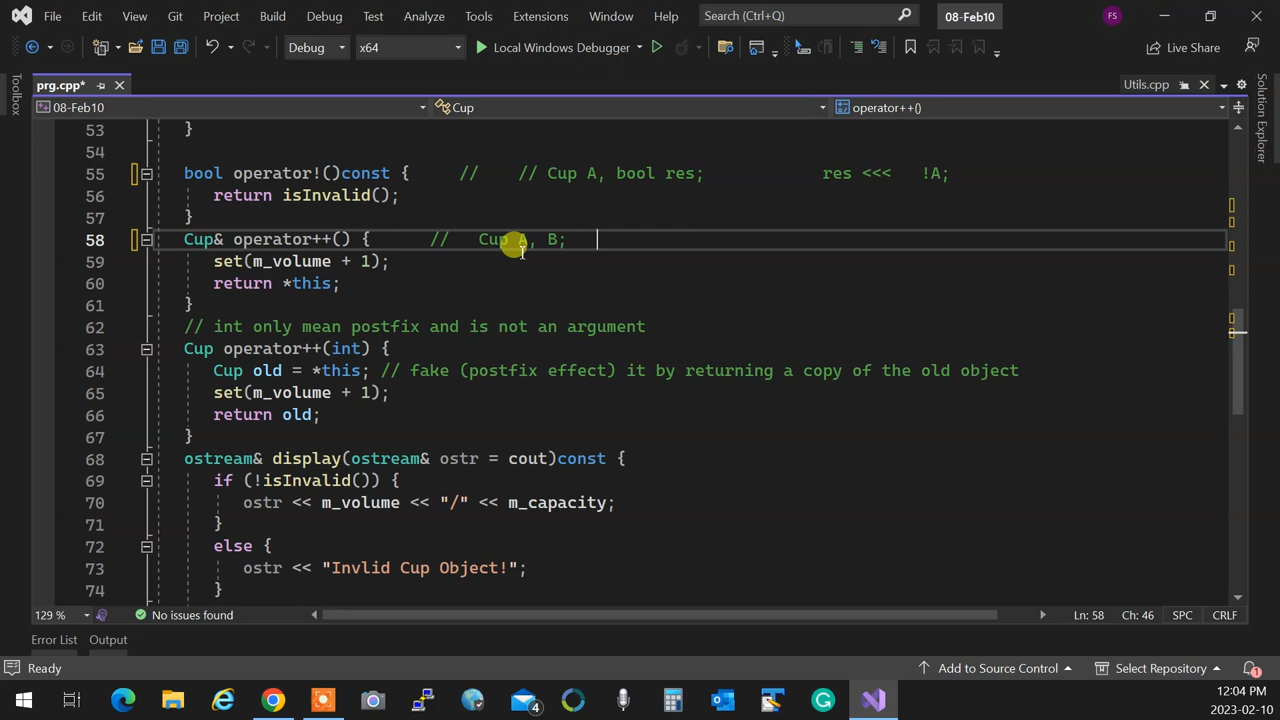 File Edit View Git Project Build Debug Test Analyze Tools Extensions Window Help Search (Ctrl+Q) 08-Feb10 FS
Debug x64 Local Windows Debugger Live Share
prg.cpp* Utils.cpp
08-Feb10 Cup operator++()
Toolbox
Solution Explorer
53 }
54
55 bool operator!()const { // // Cup A, bool res; res <<< !A;
56 return isInvalid();
57 }
58 Cup& operator++() { // Cup A, B;
59 set(m_volume + 1);
60 return *this;
61 }
62 // int only mean postfix and is not an argument
63 Cup operator++(int) {
64 Cup old = *this; // fake (postfix effect) it by returning a copy of the old object
65 set(m_volume + 1);
66 return old;
67 }
68 ostream& display(ostream& ostr = cout)const {
69 if (!isInvalid()) {
70 ostr << m_volume << "/" << m_capacity;
71 }
72 else {
73 ostr << "Invlid Cup Object!";
74 }
129 % No issues found Ln: 58 Ch: 46 SPC CRLF
Error List Output
Ready Add to Source Control Select Repository 1
4
12:04 PM
2023-02-10